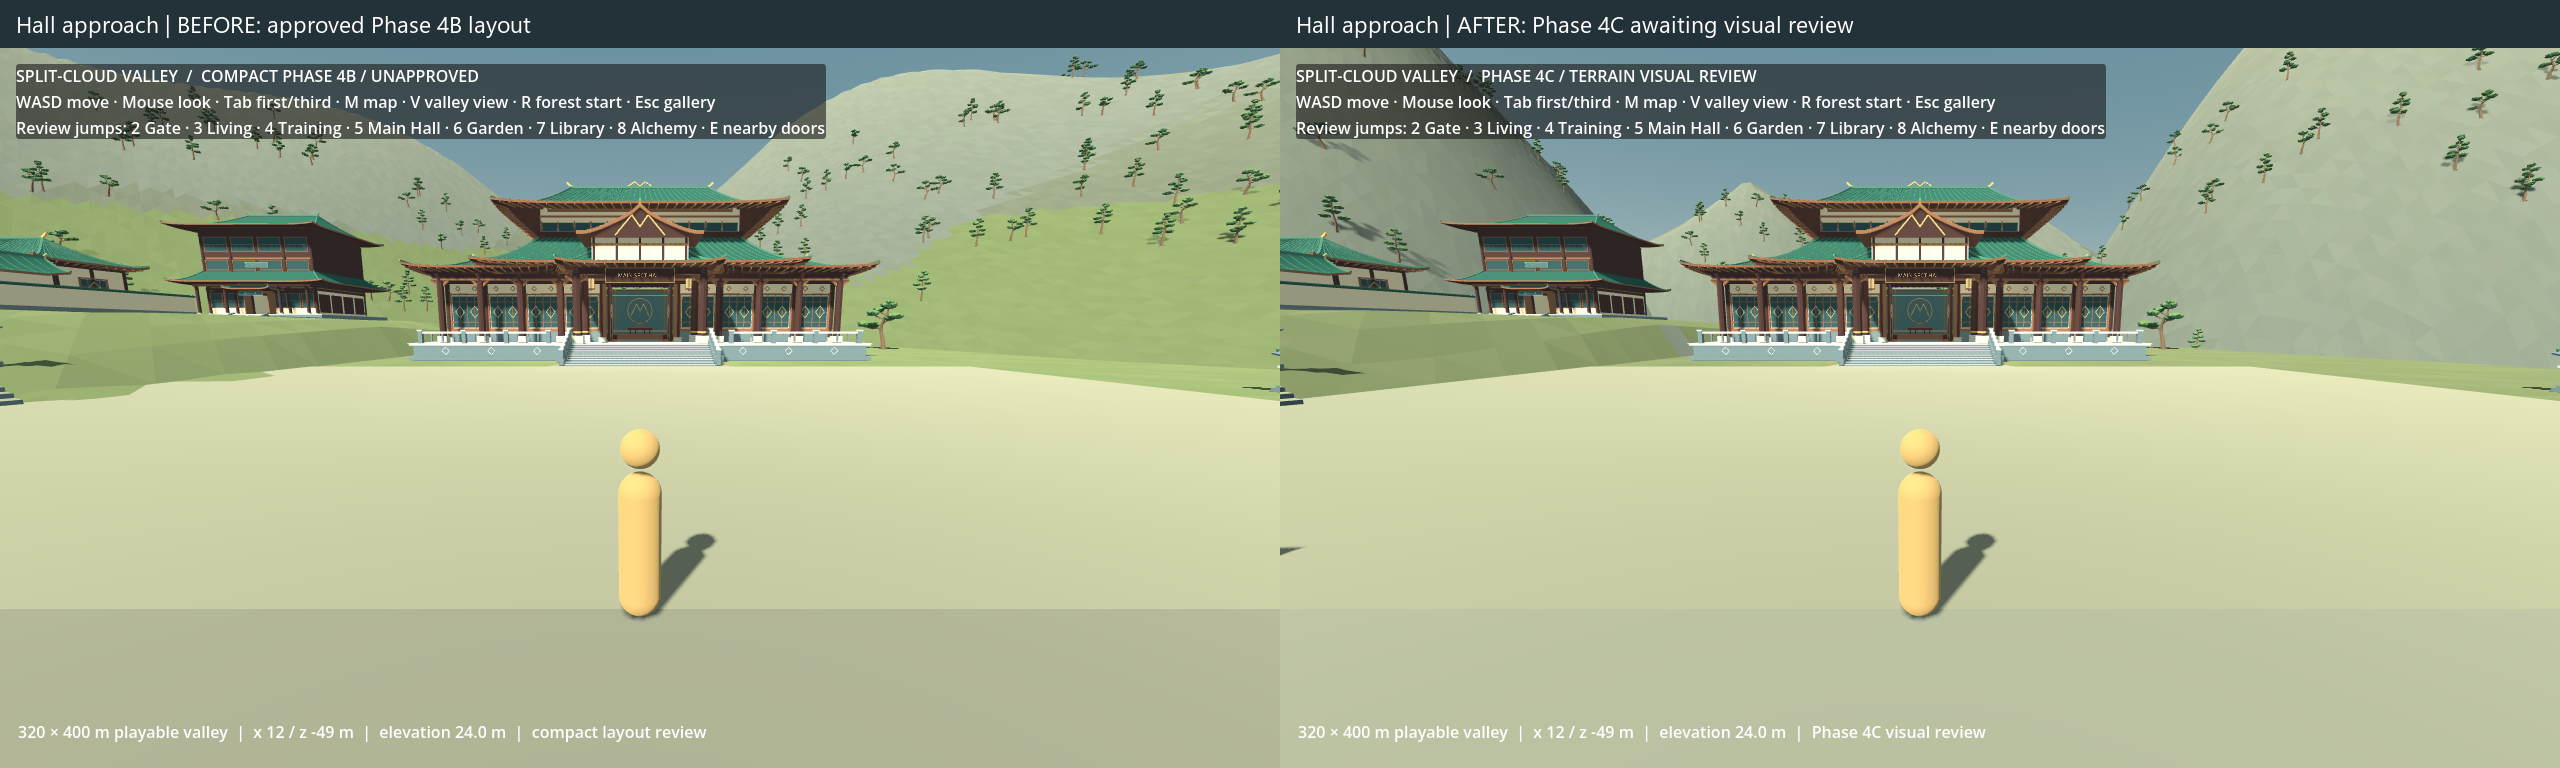 Hall approach | BEFORE: approved Phase 4B layout
SPLIT-CLOUD VALLEY / COMPACT PHASE 4B / UNAPPROVED
WASD move · Mouse look · Tab first/third · M map · V valley view · R forest start · Esc gallery
Review jumps: 2 Gate · 3 Living · 4 Training · 5 Main Hall · 6 Garden · 7 Library · 8 Alchemy · E nearby doors
320 × 400 m playable valley | x 12 / z -49 m | elevation 24.0 m | compact layout review
Hall approach | AFTER: Phase 4C awaiting visual review
SPLIT-CLOUD VALLEY / PHASE 4C / TERRAIN VISUAL REVIEW
WASD move · Mouse look · Tab first/third · M map · V valley view · R forest start · Esc gallery
Review jumps: 2 Gate · 3 Living · 4 Training · 5 Main Hall · 6 Garden · 7 Library · 8 Alchemy · E nearby doors
320 × 400 m playable valley | x 12 / z -49 m | elevation 24.0 m | Phase 4C visual review